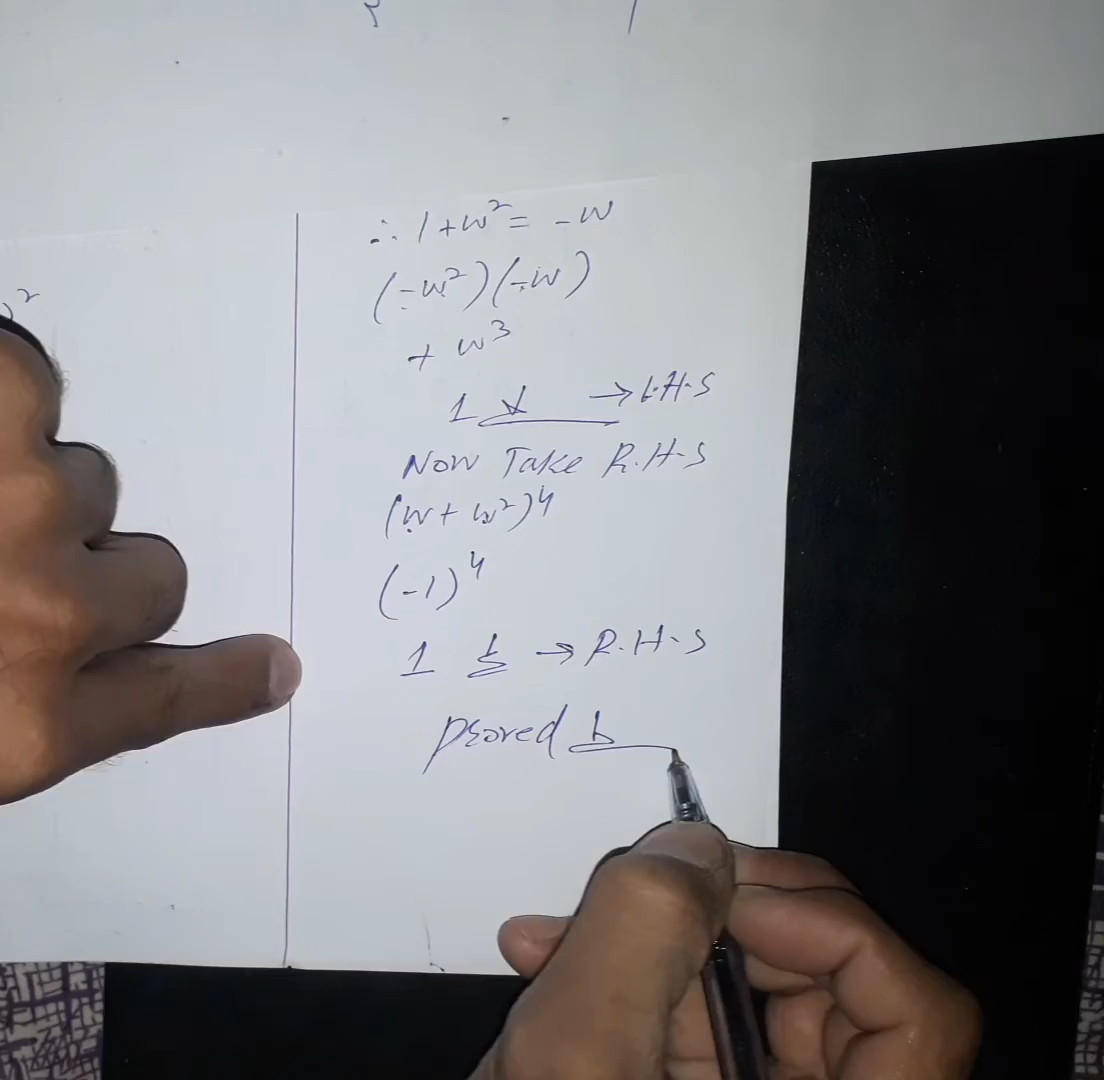 ∴ 1+w²= -w
(-w²)(-w)
+ w³
1 → L.H.S
Now Take R.H.S
(w+ w²)⁴
(-1)⁴
1 → R.H.S
proved